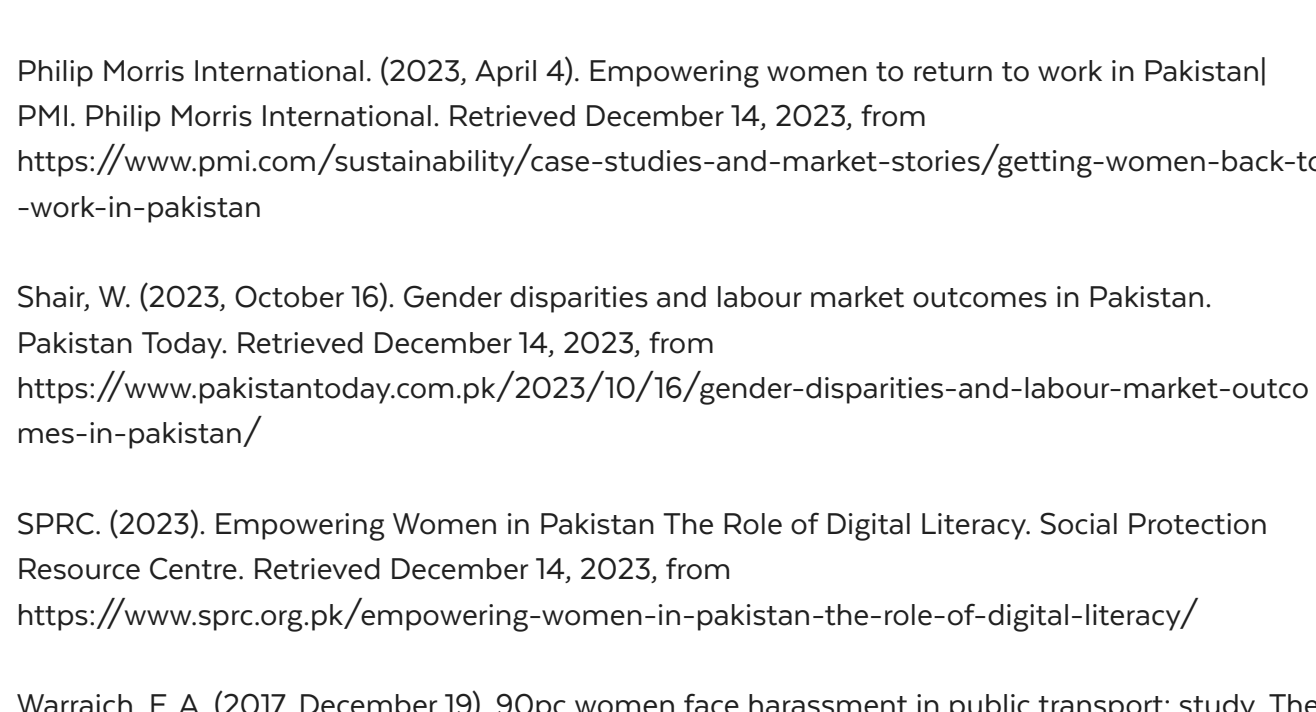 Philip Morris International. (2023, April 4). Empowering women to return to work in Pakistan|
PMI. Philip Morris International. Retrieved December 14, 2023, from
https://www.pmi.com/sustainability/case-studies-and-market-stories/getting-women-back-to
-work-in-pakistan
Shair, W. (2023, October 16). Gender disparities and labour market outcomes in Pakistan.
Pakistan Today. Retrieved December 14, 2023, from
https://www.pakistantoday.com.pk/2023/10/16/gender-disparities-and-labour-market-outco
mes-in-pakistan/
SPRC. (2023). Empowering Women in Pakistan The Role of Digital Literacy. Social Protection
Resource Centre. Retrieved December 14, 2023, from
https://www.sprc.org.pk/empowering-women-in-pakistan-the-role-of-digital-literacy/
Warraich, F. A. (2017, December 19). 90pc women face harassment in public transport: study. The